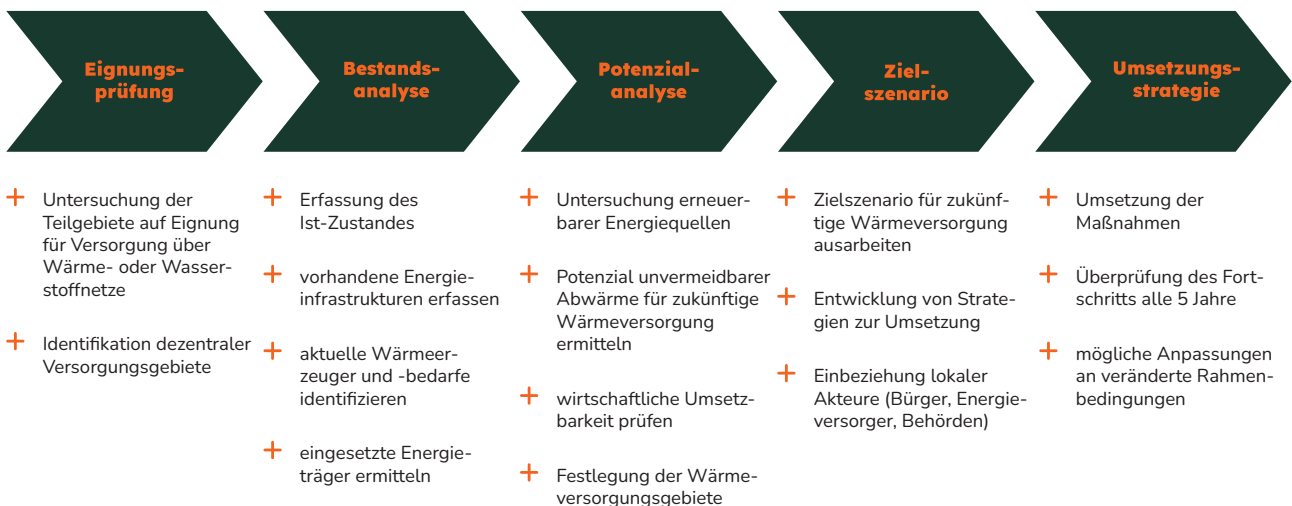 Eignungs-
prüfung
Bestands-
analyse
Potenzial-
analyse
Ziel-
szenario
Umsetzungs-
strategie
Untersuchung der
Teilgebiete auf Eignung
für Versorgung über
Wärme- oder Wasser-
stoffnetze
Identifikation dezentraler
Versorgungsgebiete
Erfassung des
Ist-Zustandes
vorhandene Energie-
infrastrukturen erfassen
aktuelle Wärmeer-
zeuger und -bedarfe
identifizieren
eingesetzte Energie-
träger ermitteln
Untersuchung erneuer-
barer Energiequellen
Potenzial unvermeidbarer
Abwärme für zukünftige
Wärmeversorgung
ermitteln
wirtschaftliche Umsetz-
barkeit prüfen
Festlegung der Wärme-
versorgungsgebiete
Zielszenario für zukünf-
tige Wärmeversorgung
ausarbeiten
Entwicklung von Strate-
gien zur Umsetzung
Einbeziehung lokaler
Akteure (Bürger, Energie-
versorger, Behörden)
Umsetzung der
Maßnahmen
Überprüfung des Fort-
schritts alle 5 Jahre
mögliche Anpassungen
an veränderte Rahmen-
bedingungen